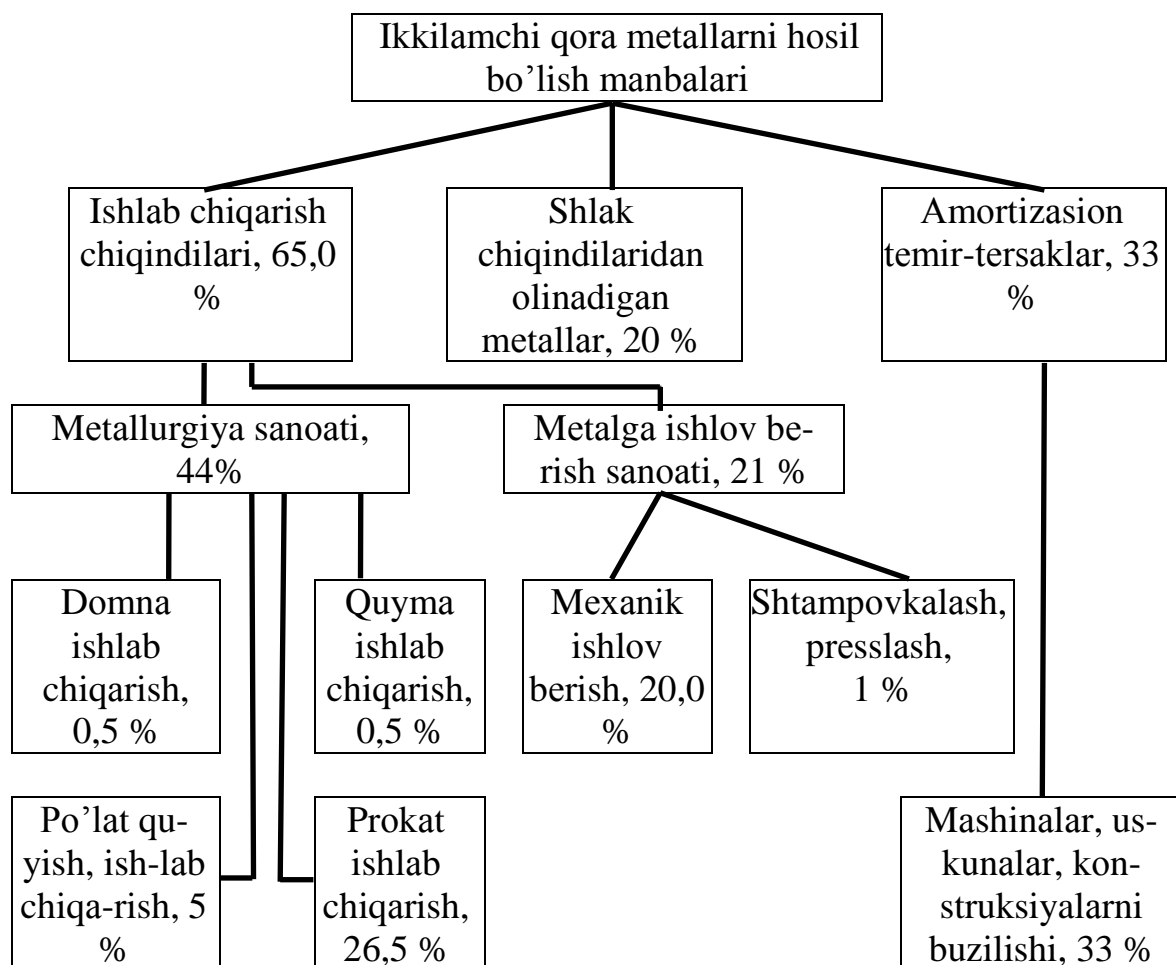 Ikkilamchi qora metallarni hosil
bo’lish manbalari
Ishlab chiqarish
chiqindilari, 65,0
%
Shlak
chiqindilaridan
olinadigan
metallar, 20 %
Amortizasion
temir-tersaklar, 33
%
Metallurgiya sanoati,
44%
Metalga ishlov be-
rish sanoati, 21 %
Domna
ishlab
chiqarish,
0,5 %
Quyma
ishlab
chiqarish,
0,5 %
Mexanik
ishlov
berish, 20,0
%
Shtampovkalash,
presslash,
1 %
Po’lat qu-
yish, ish-lab
chiqa-rish, 5
%
Prokat
ishlab
chiqarish,
26,5 %
Mashinalar, us-
kunalar, kon-
struksiyalarni
buzilishi, 33 %